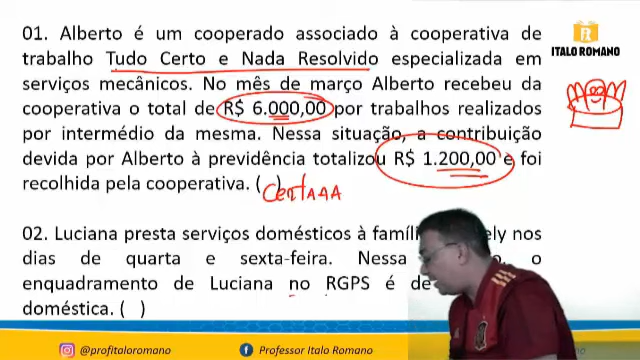 01. Alberto é um cooperado associado à cooperativa de
trabalho Tudo Certo e Nada Resolvido especializada em
serviços mecânicos. No mês de março Alberto recebeu da
cooperativa o total de R$ 6.000,00 por trabalhos realizados
por intermédio da mesma. Nessa situação, a contribuição
devida por Alberto à previdência totalizou R$ 1.200,00 e foi
recolhida pela cooperativa. ( )
CertAAA
02. Luciana presta serviços domésticos à famíl ely nos
dias de quarta e sexta-feira. Nessa o, o
enquadramento de Luciana no RGPS é de
doméstica. ( )
ITALO ROMANO
@profitaloromano
f Professor Italo Romano